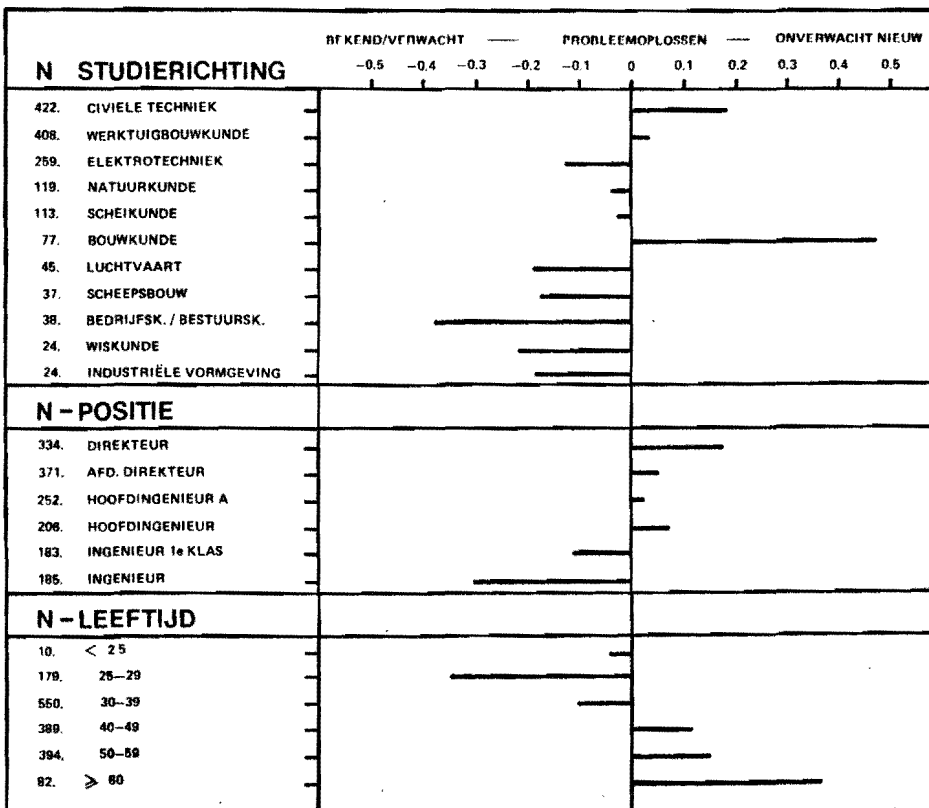 BEKEND/VERWACHT — PROBLEEMOPLOSSEN — ONVERWACHT NIEUW
N STUDIERICHTING -0.5 -0.3 -0.2 -0.1 0 0.1 0.2 0.3 0.5
422. CIVIELE TECHNIEK
408. WERKTUIGBOUWKUNDE
259. ELEKTROTECHNIEK
119. NATUURKUNDE
113. SCHEIKUNDE
77. BOUWKUNDE
45. LUCHTVAART
37. SCHEEPSBOUW
38. BEDRIJFSK. / BESTUURSK.
24. WISKUNDE
24. INDUSTRIËLE VORMGEVING
N – POSITIE
334. DIREKTEUR
371. AFD. DIREKTEUR
252. HOOFDINGENIEUR A
206. HOOFDINGENIEUR
183. INGENIEUR 1e KLAS
185. INGENIEUR
N – LEEFTIJD
10. < 25
179. 25–29
550. 30–39
389. 40–49
394. 50–59
82. ⩾ 60